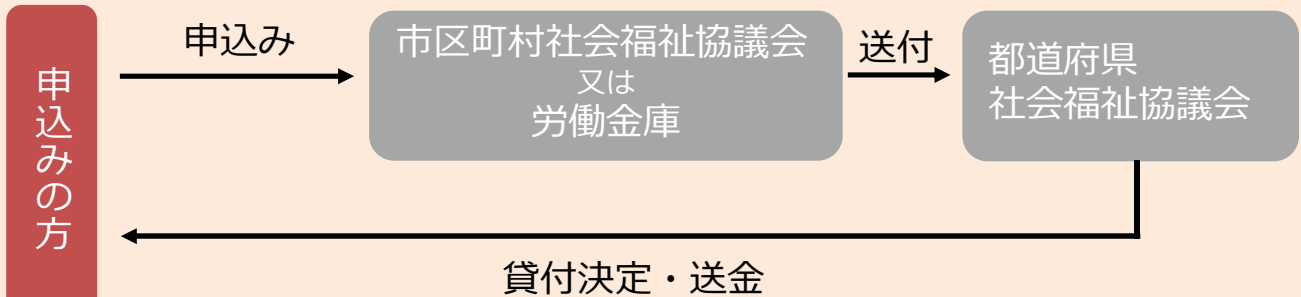 申込みの方
申込み
市区町村社会福祉協議会
又は
労働金庫
送付
都道府県
社会福祉協議会
貸付決定・送金